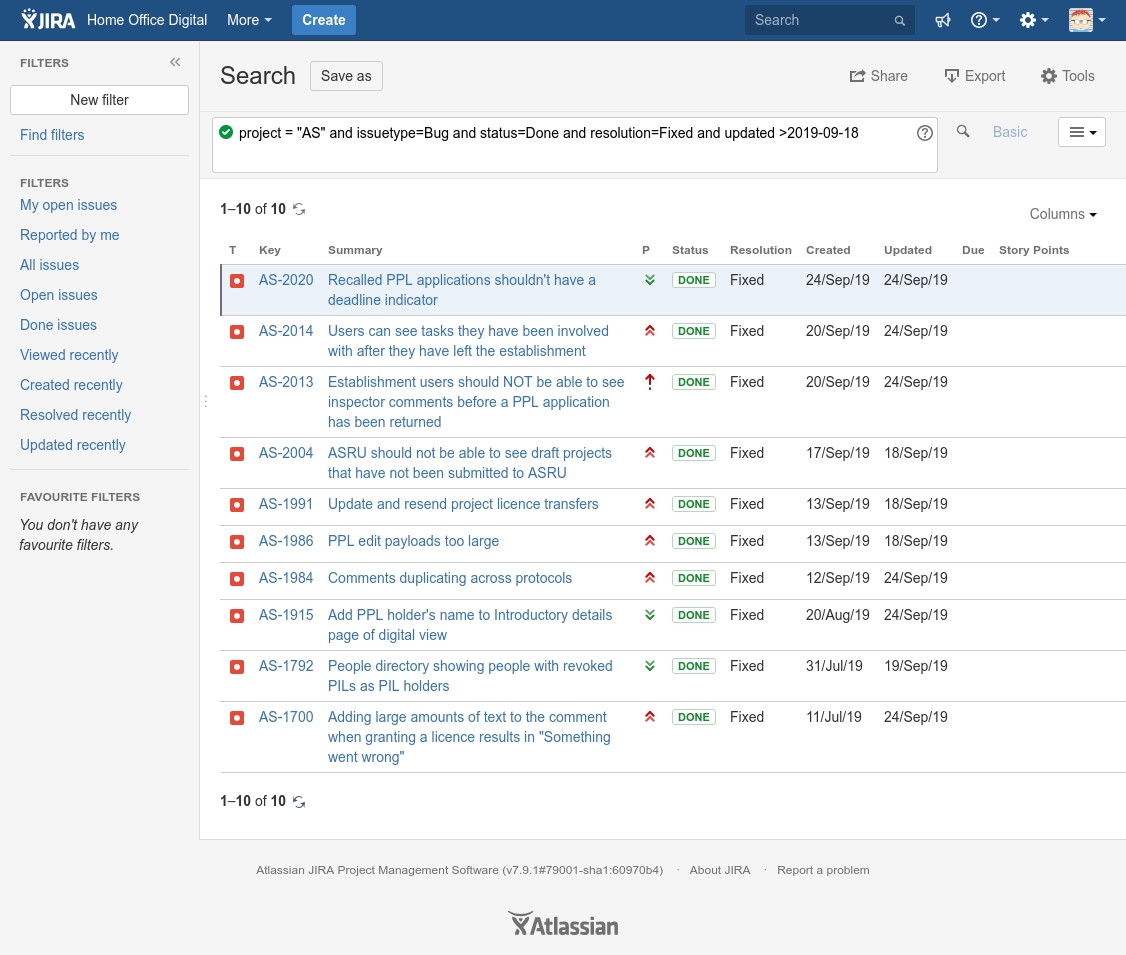 JIRA Home Office Digital More Create Search
FILTERS
New filter
Find filters
FILTERS
My open issues
Reported by me
All issues
Open issues
Done issues
Viewed recently
Created recently
Resolved recently
Updated recently
FAVOURITE FILTERS
You don't have any
favourite filters.
Search Save as Share Export Tools
project = "AS" and issuetype=Bug and status=Done and resolution=Fixed and updated >2019-09-18 Basic
1–10 of 10
Columns
T Key Summary P Status Resolution Created Updated Due Story Points
AS-2020 Recalled PPL applications shouldn't have a DONE Fixed 24/Sep/19 24/Sep/19
deadline indicator
AS-2014 Users can see tasks they have been involved DONE Fixed 20/Sep/19 24/Sep/19
with after they have left the establishment
AS-2013 Establishment users should NOT be able to see DONE Fixed 20/Sep/19 24/Sep/19
inspector comments before a PPL application
has been returned
AS-2004 ASRU should not be able to see draft projects DONE Fixed 17/Sep/19 18/Sep/19
that have not been submitted to ASRU
AS-1991 Update and resend project licence transfers DONE Fixed 13/Sep/19 18/Sep/19
AS-1986 PPL edit payloads too large DONE Fixed 13/Sep/19 18/Sep/19
AS-1984 Comments duplicating across protocols DONE Fixed 12/Sep/19 24/Sep/19
AS-1915 Add PPL holder's name to Introductory details DONE Fixed 20/Aug/19 24/Sep/19
page of digital view
AS-1792 People directory showing people with revoked DONE Fixed 31/Jul/19 19/Sep/19
PILs as PIL holders
AS-1700 Adding large amounts of text to the comment DONE Fixed 11/Jul/19 24/Sep/19
when granting a licence results in "Something
went wrong"
1–10 of 10
Atlassian JIRA Project Management Software (v7.9.1#79001-sha1:60970b4) · About JIRA · Report a problem
Atlassian